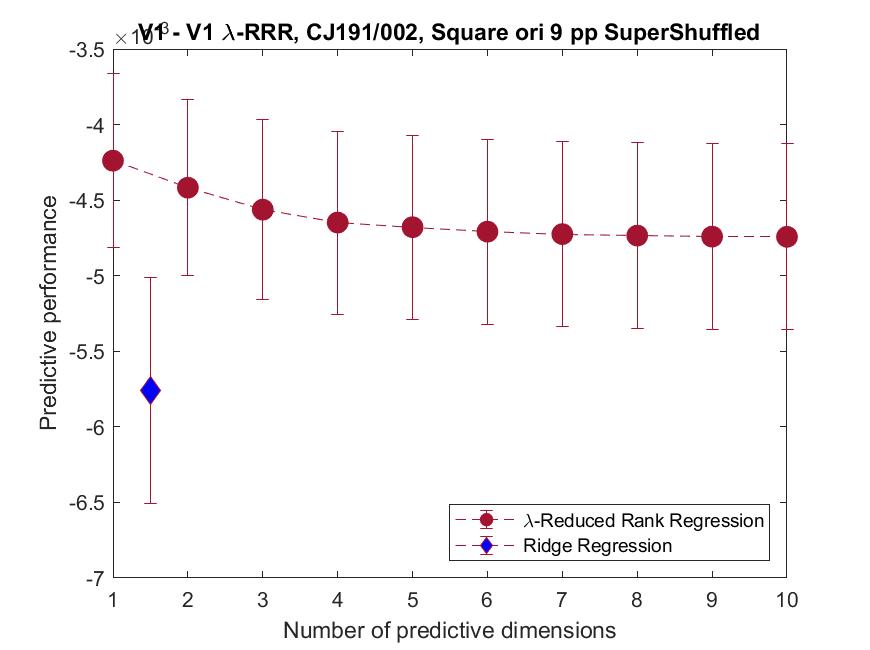 V1 - V1 λ-RRR, CJ191/002, Square ori 9 pp SuperShuffled
×10⁻³
-3.5
-4
-4.5
-5
-5.5
-6
-6.5
-7
Predictive performance
λ-Reduced Rank Regression
Ridge Regression
1 2 3 4 5 6 7 8 9 10
Number of predictive dimensions